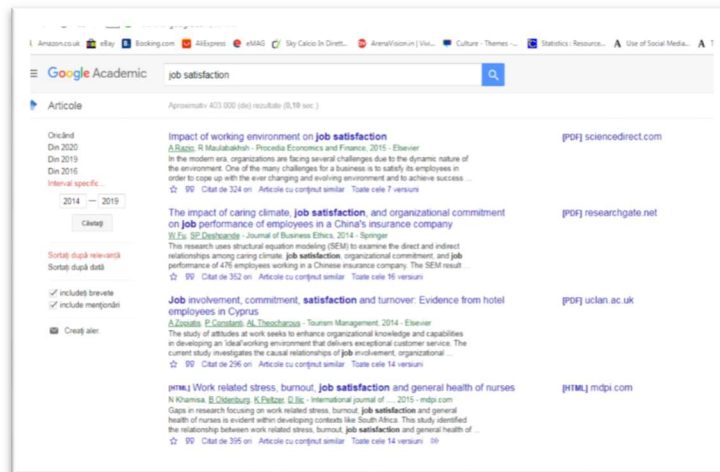 Amazon.co.uk eBay Booking.com AliExpress eMAG Sky Calcio In Dirett... ArenaVision.in | Vivi... Culture - Themes -... Statistics : Resource... Use of Social Media...
Google Academic
job satisfaction
Articole
Aproximativ 403 000 (de) rezultate (0,19 sec.)
Oricând
Din 2020
Din 2019
Din 2016
Interval specific...
2014 — 2019
Căutați
Sortați după relevanță
Sortați după dată
includeți brevete
include mențiunări
Creați aler.
Impact of working environment on job satisfaction
[PDF] sciencedirect.com
A Raziq, R Maulabakhsh - Procedia Economics and Finance, 2015 - Elsevier
In the modern era, organizations are facing several challenges due to the dynamic nature of
the environment. One of the many challenges for a business is to satisfy its employees in
order to cope up with the ever changing and evolving environment and to achieve success ...
Citat de 324 ori Articole cu conținut similar Toate cele 7 versiuni
The impact of caring climate, job satisfaction, and organizational commitment
on job performance of employees in a China's insurance company
[PDF] researchgate.net
W Fu, SP Deshpande - Journal of Business Ethics, 2014 - Springer
This research uses structural equation modeling (SEM) to examine the direct and indirect
relationships among caring climate, job satisfaction, organizational commitment, and job
performance of 476 employees working in a Chinese insurance company. The SEM result...
Citat de 352 ori Articole cu conținut similar Toate cele 16 versiuni
Job involvement, commitment, satisfaction and turnover: Evidence from hotel
employees in Cyprus
[PDF] uclan.ac.uk
A Zopiatis, P Constanti, AL Theocharous - Tourism Management, 2014 - Elsevier
The study of attitudes at work seeks to enhance organizational knowledge and capabilities
in developing an 'ideal'working environment that delivers exceptional customer service. The
current study investigates the causal relationships of job involvement, organizational ...
Citat de 296 ori Articole cu conținut similar Toate cele 14 versiuni
[HTML] Work related stress, burnout, job satisfaction and general health of nurses
[HTML] mdpi.com
N Khamisa, B Oldenburg, K Peltzer, D Ilic - International journal of ..., 2015 - mdpi.com
Gaps in research focusing on work related stress, burnout, job satisfaction and general
health of nurses is evident within developing contexts like South Africa. This study identified
the relationship between work related stress, burnout, job satisfaction and general health of...
Citat de 395 ori Articole cu conținut similar Toate cele 14 versiuni